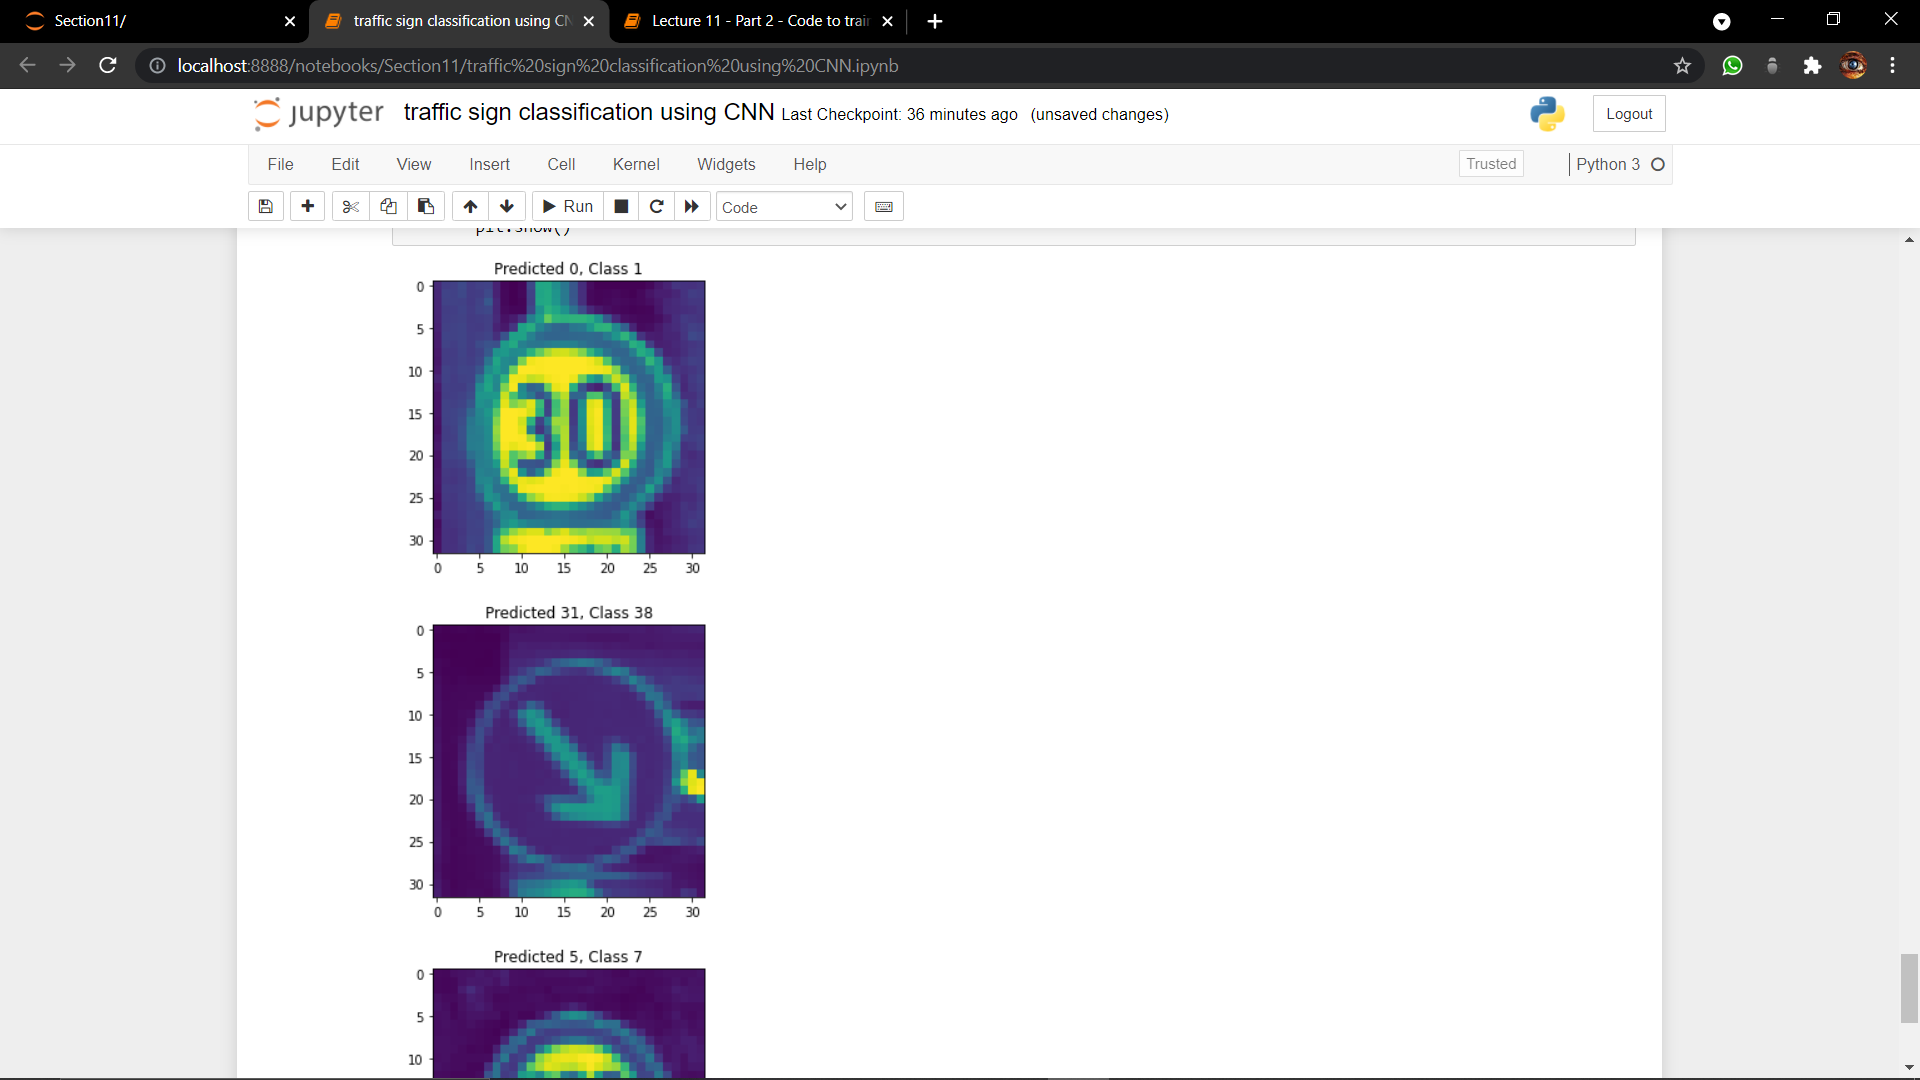 Section11/
traffic sign classification using CN
Lecture 11 - Part 2 - Code to trai
localhost:8888/notebooks/Section11/traffic%20sign%20classification%20using%20CNN.ipynb
jupyter traffic sign classification using CNN Last Checkpoint: 36 minutes ago (unsaved changes)
Logout
File Edit View Insert Cell Kernel Widgets Help
Trusted
Python 3
Run
Code
plt.show()
Predicted 0, Class 1
0
5
10
15
20
25
30
0 5 10 15 20 25 30
30
Predicted 31, Class 38
0
5
10
15
20
25
30
0 5 10 15 20 25 30
Predicted 5, Class 7
0
5
10